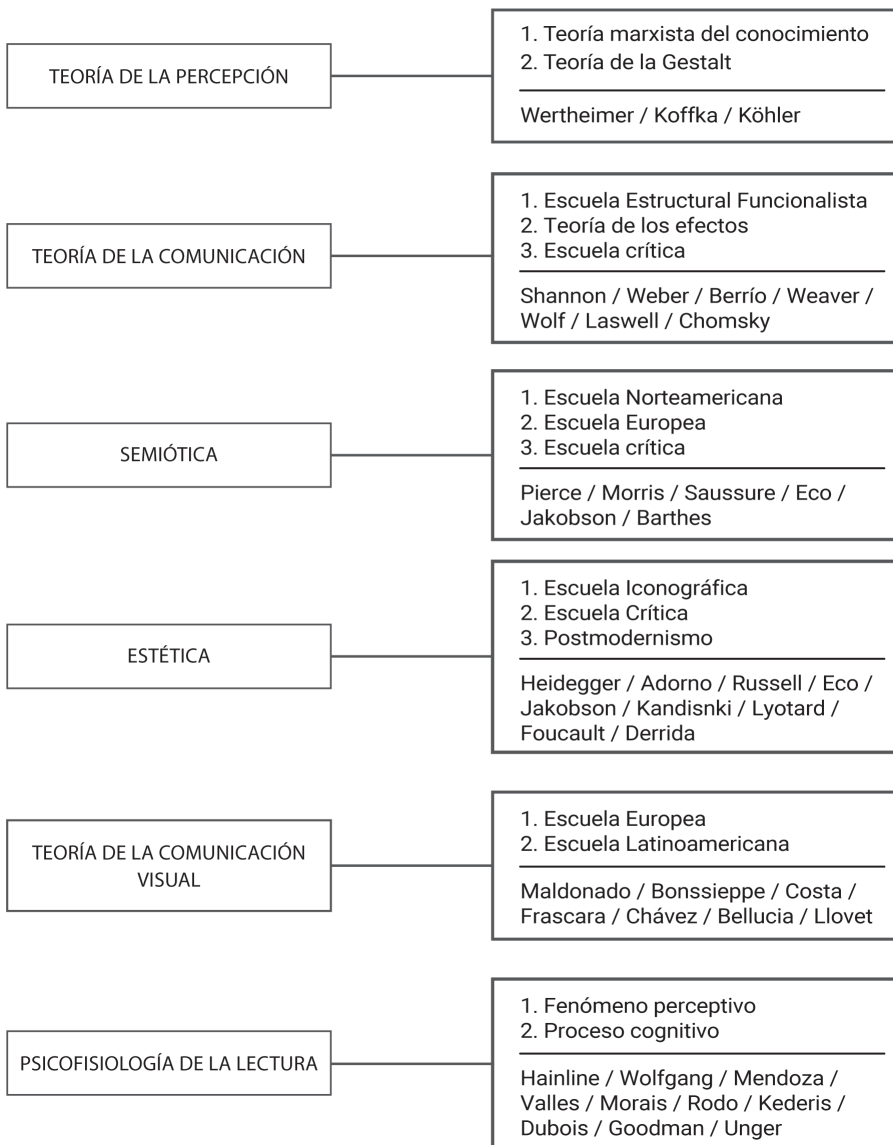 TEORÍA DE LA PERCEPCIÓN
1. Teoría marxista del conocimiento
2. Teoría de la Gestalt
Wertheimer / Koffka / Köhler
TEORÍA DE LA COMUNICACIÓN
1. Escuela Estructural Funcionalista
2. Teoría de los efectos
3. Escuela crítica
Shannon / Weber / Berrío / Weaver /
Wolf / Laswell / Chomsky
SEMIÓTICA
1. Escuela Norteamericana
2. Escuela Europea
3. Escuela crítica
Pierce / Morris / Saussure / Eco /
Jakobson / Barthes
ESTÉTICA
1. Escuela Iconográfica
2. Escuela Crítica
3. Postmodernismo
Heidegger / Adorno / Russell / Eco /
Jakobson / Kandisnki / Lyotard /
Foucault / Derrida
TEORÍA DE LA COMUNICACIÓN
VISUAL
1. Escuela Europea
2. Escuela Latinoamericana
Maldonado / Bonssieppe / Costa /
Frascara / Chávez / Bellucia / Llovet
PSICOFISIOLOGÍA DE LA LECTURA
1. Fenómeno perceptivo
2. Proceso cognitivo
Hainline / Wolfgang / Mendoza /
Valles / Morais / Rodo / Kederis /
Dubois / Goodman / Unger